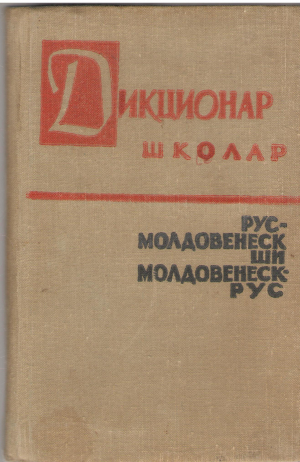 Дикционар
школар
рус-
молдовенеск
ши
молдовенеск-
рус